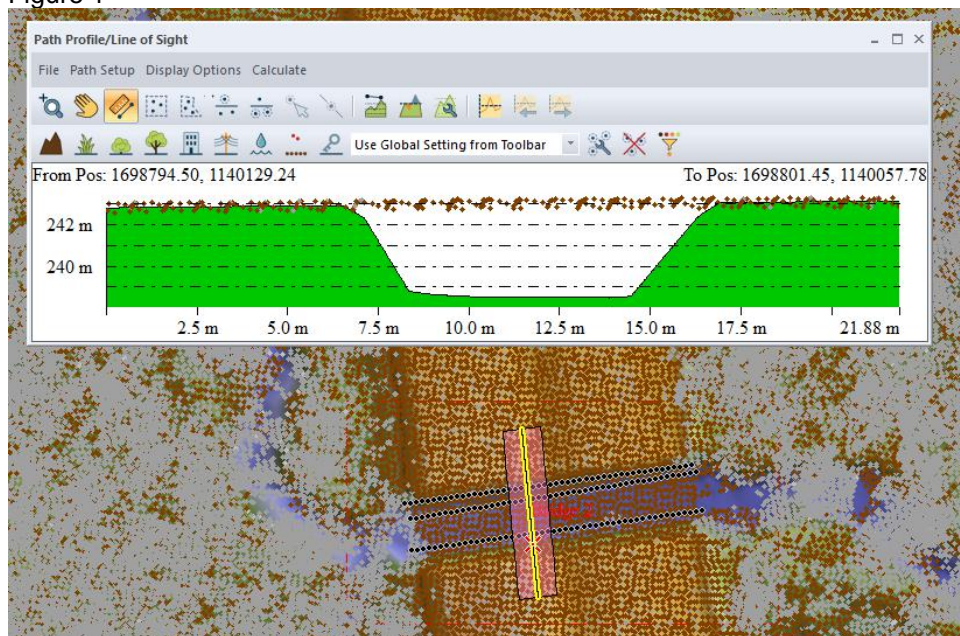 Path Profile/Line of Sight
File Path Setup Display Options Calculate
Use Global Setting from Toolbar
From Pos: 1698794.50, 1140129.24 To Pos: 1698801.45, 1140057.78
242 m
240 m
2.5 m 5.0 m 7.5 m 10.0 m 12.5 m 15.0 m 17.5 m 21.88 m